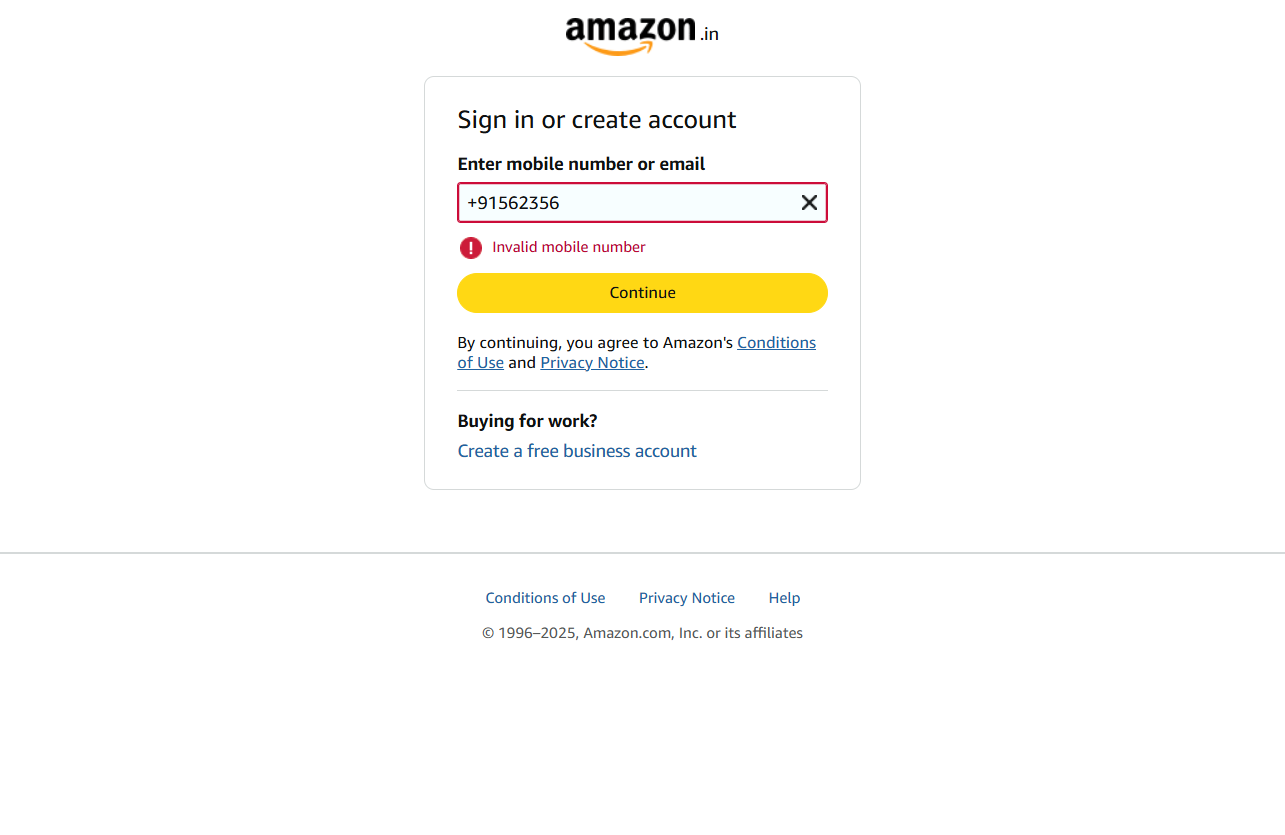 amazon.in
Sign in or create account
Enter mobile number or email
+91562356
Invalid mobile number
Continue
By continuing, you agree to Amazon's Conditions
of Use and Privacy Notice.
Buying for work?
Create a free business account
Conditions of Use Privacy Notice Help
© 1996–2025, Amazon.com, Inc. or its affiliates